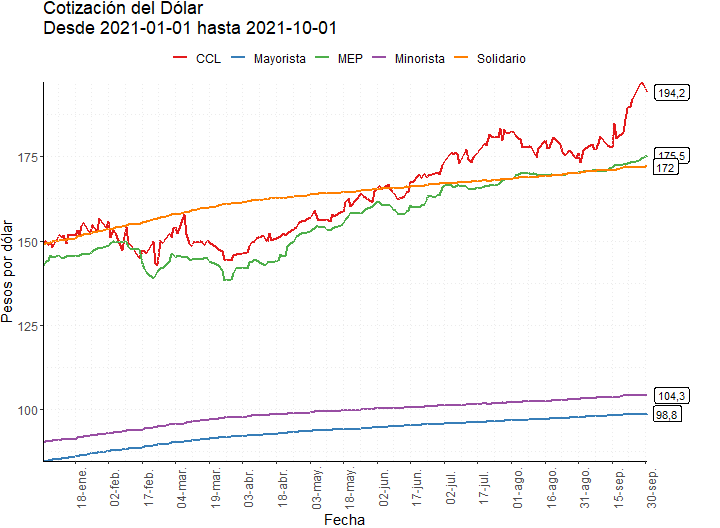 Cotización del Dólar
Desde 2021-01-01 hasta 2021-10-01
CCL Mayorista MEP Minorista Solidario
Pesos por dólar
175
150
125
100
194,2
175,5
172
104,3
98,8
18-ene.
02-feb.
17-feb.
04-mar.
19-mar.
03-abr.
18-abr.
03-may.
18-may.
02-jun.
17-jun.
02-jul.
17-jul.
01-ago.
16-ago.
31-ago.
15-sep.
30-sep.
Fecha